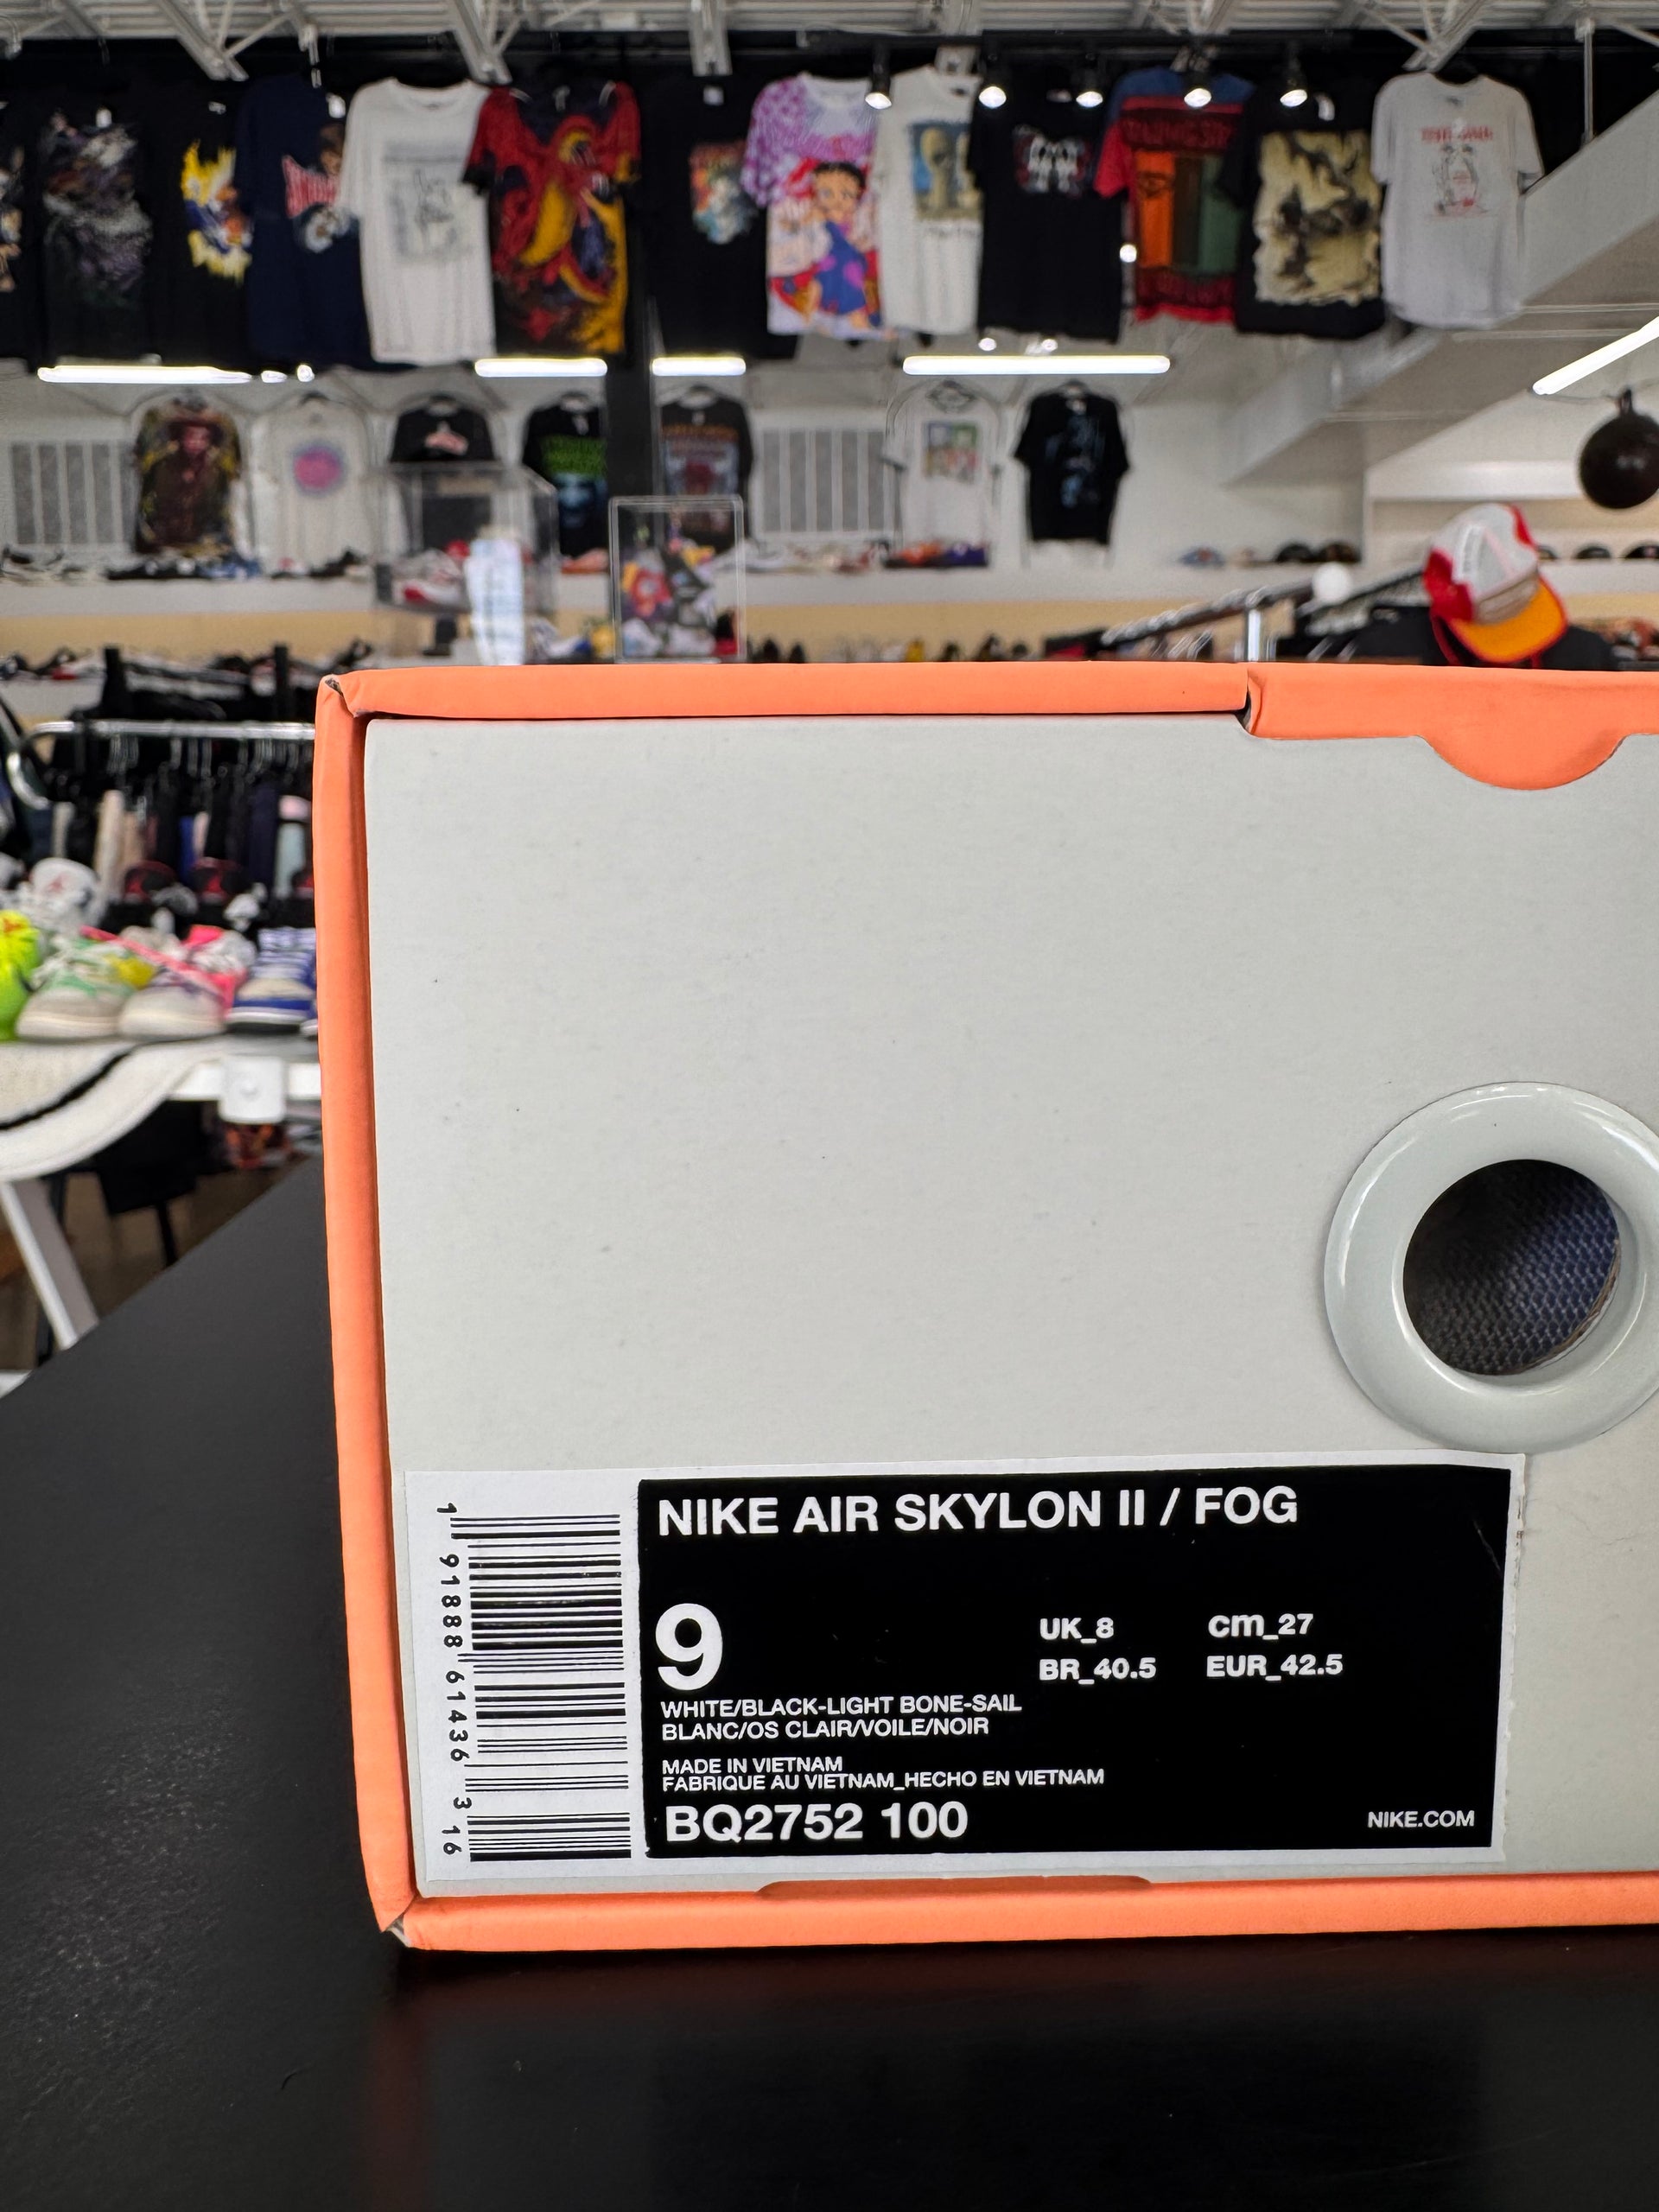 NIKE AIR SKYLON II / FOG
9
UK_8 cm_27
BR_40.5 EUR_42.5
WHITE/BLACK-LIGHT BONE-SAIL
BLANC/OS CLAIR/VOILE/NOIR
MADE IN VIETNAM
FABRIQUE AU VIETNAM_HECHO EN VIETNAM
BQ2752 100
NIKE.COM
1 91888 61436 3 16